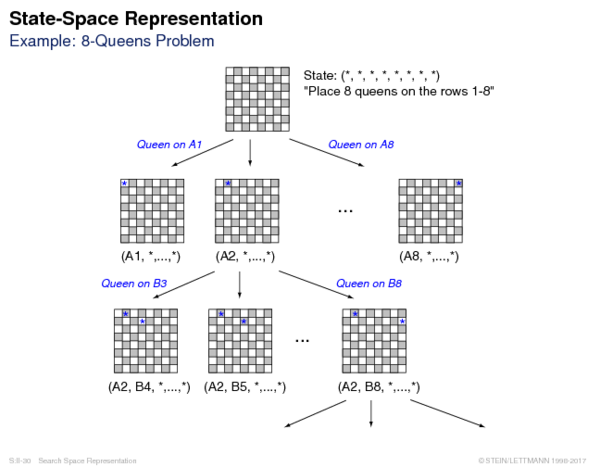 State-Space Representation
Example: 8-Queens Problem
State: (*, *, *, *, *, *, *, *)
"Place 8 queens on the rows 1-8"
Queen on A1
Queen on A8
...
(A1, *,...,*)
(A2, *,...,*)
(A8, *,...,*)
Queen on B3
Queen on B8
...
(A2, B4, *,...,*)
(A2, B5, *,...,*)
(A2, B8, *,...,*)
S:II-30 Search Space Representation
© STEIN/LETTMANN 1998-2017